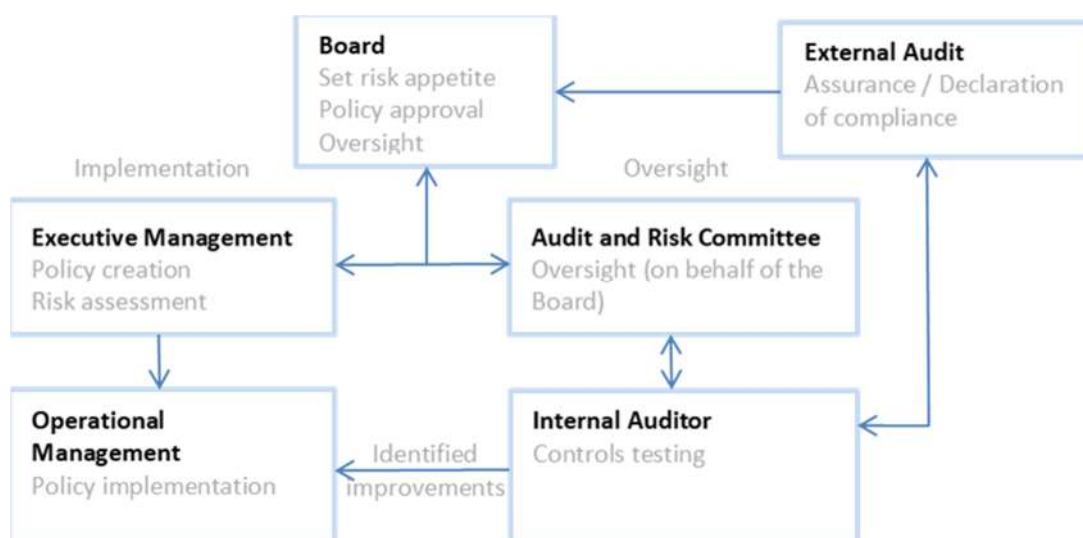 Board
Set risk appetite
Policy approval
Oversight
External Audit
Assurance / Declaration
of compliance
Implementation
Oversight
Executive Management
Policy creation
Risk assessment
Audit and Risk Committee
Oversight (on behalf of the
Board)
Operational
Management
Policy implementation
Identified
improvements
Internal Auditor
Controls testing